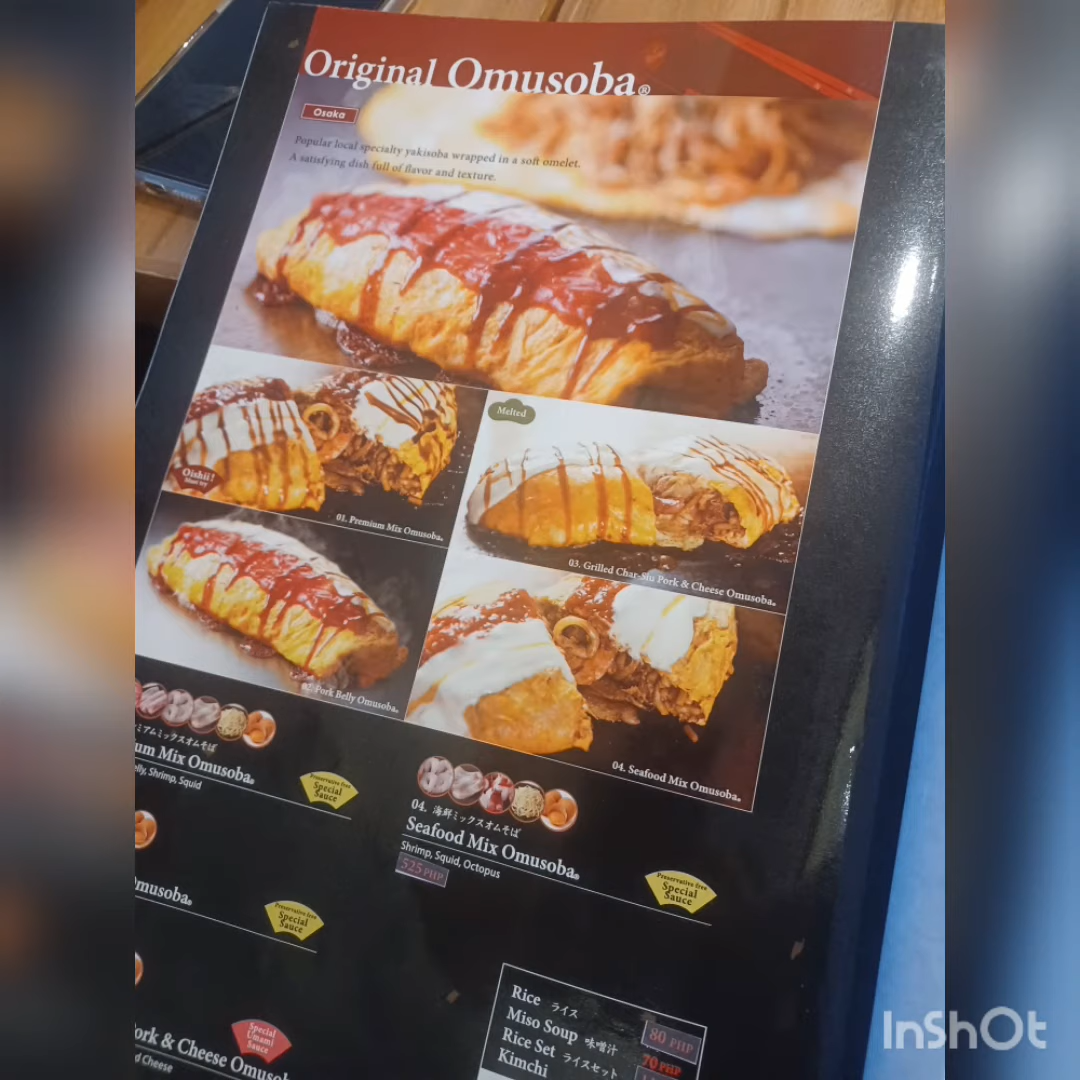 Original Omusoba®
Osaka
Popular local specialty yakisoba wrapped in a soft omelet.
A satisfying dish full of flavor and texture.
Oishii!
Must try
01. Premium Mix Omusoba®
Melted
03. Grilled Char-Siu Pork & Cheese Omusoba®
02. Pork Belly Omusoba®
04. Seafood Mix Omusoba®
ミアムミックスオムそば
um Mix Omusoba®
elly, Shrimp, Squid
Preservative free
Special
Sauce
04. 海鮮ミックスオムそば
Seafood Mix Omusoba®
Shrimp, Squid, Octopus
525 PHP
Preservative free
Special
Sauce
musoba®
Preservative free
Special
Sauce
ork & Cheese Omusob
d Cheese
Special
Umami
Sauce
Rice ライス 80 PHP
Miso Soup 味噌汁 70 PHP
Rice Set ライスセット
Kimchi
InShOt